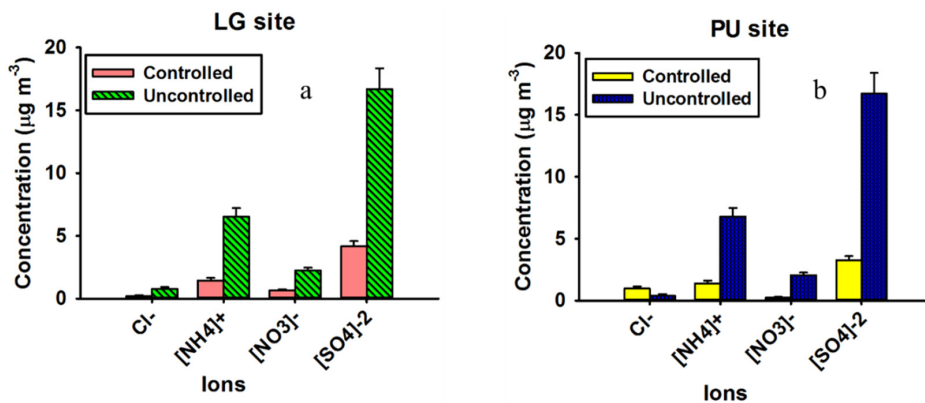 LG site
Concentration (μg m-3)
20
15
10
5
0
Controlled
Uncontrolled
a
Cl-
[NH4]+
[NO3]-
[SO4]-2
Ions
PU site
Concentration (μg m-3)
20
15
10
5
0
Controlled
Uncontrolled
b
Cl-
[NH4]+
[NO3]-
[SO4]-2
Ions